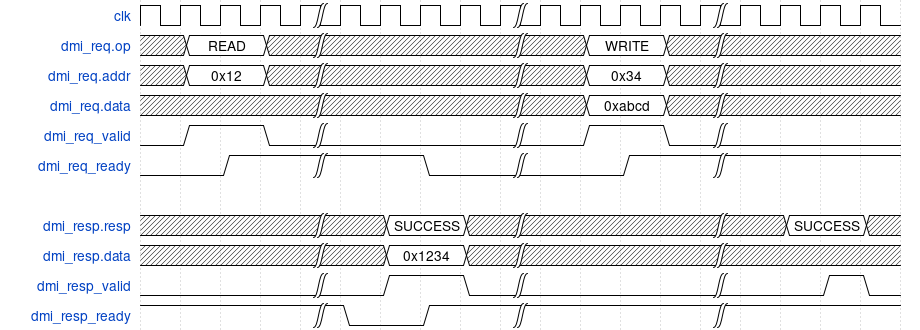 clk
dmi_req.op READ WRITE
dmi_req.addr 0x12 0x34
dmi_req.data 0xabcd
dmi_req_valid
dmi_req_ready
dmi_resp.resp SUCCESS SUCCESS
dmi_resp.data 0x1234
dmi_resp_valid
dmi_resp_ready